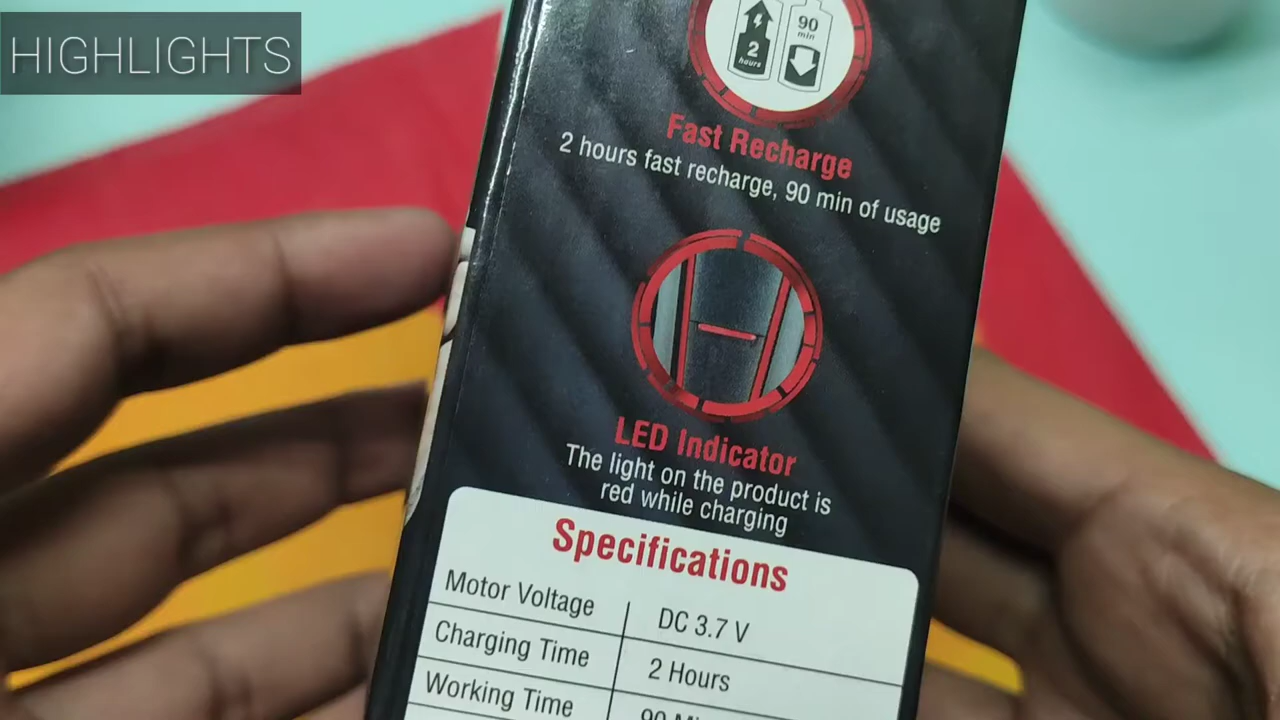 HIGHLIGHTS
90
min
2
hours
Fast Recharge
2 hours fast recharge, 90 min of usage
LED Indicator
The light on the product is
red while charging
Specifications
Motor Voltage DC 3.7 V
Charging Time 2 Hours
Working Time 90